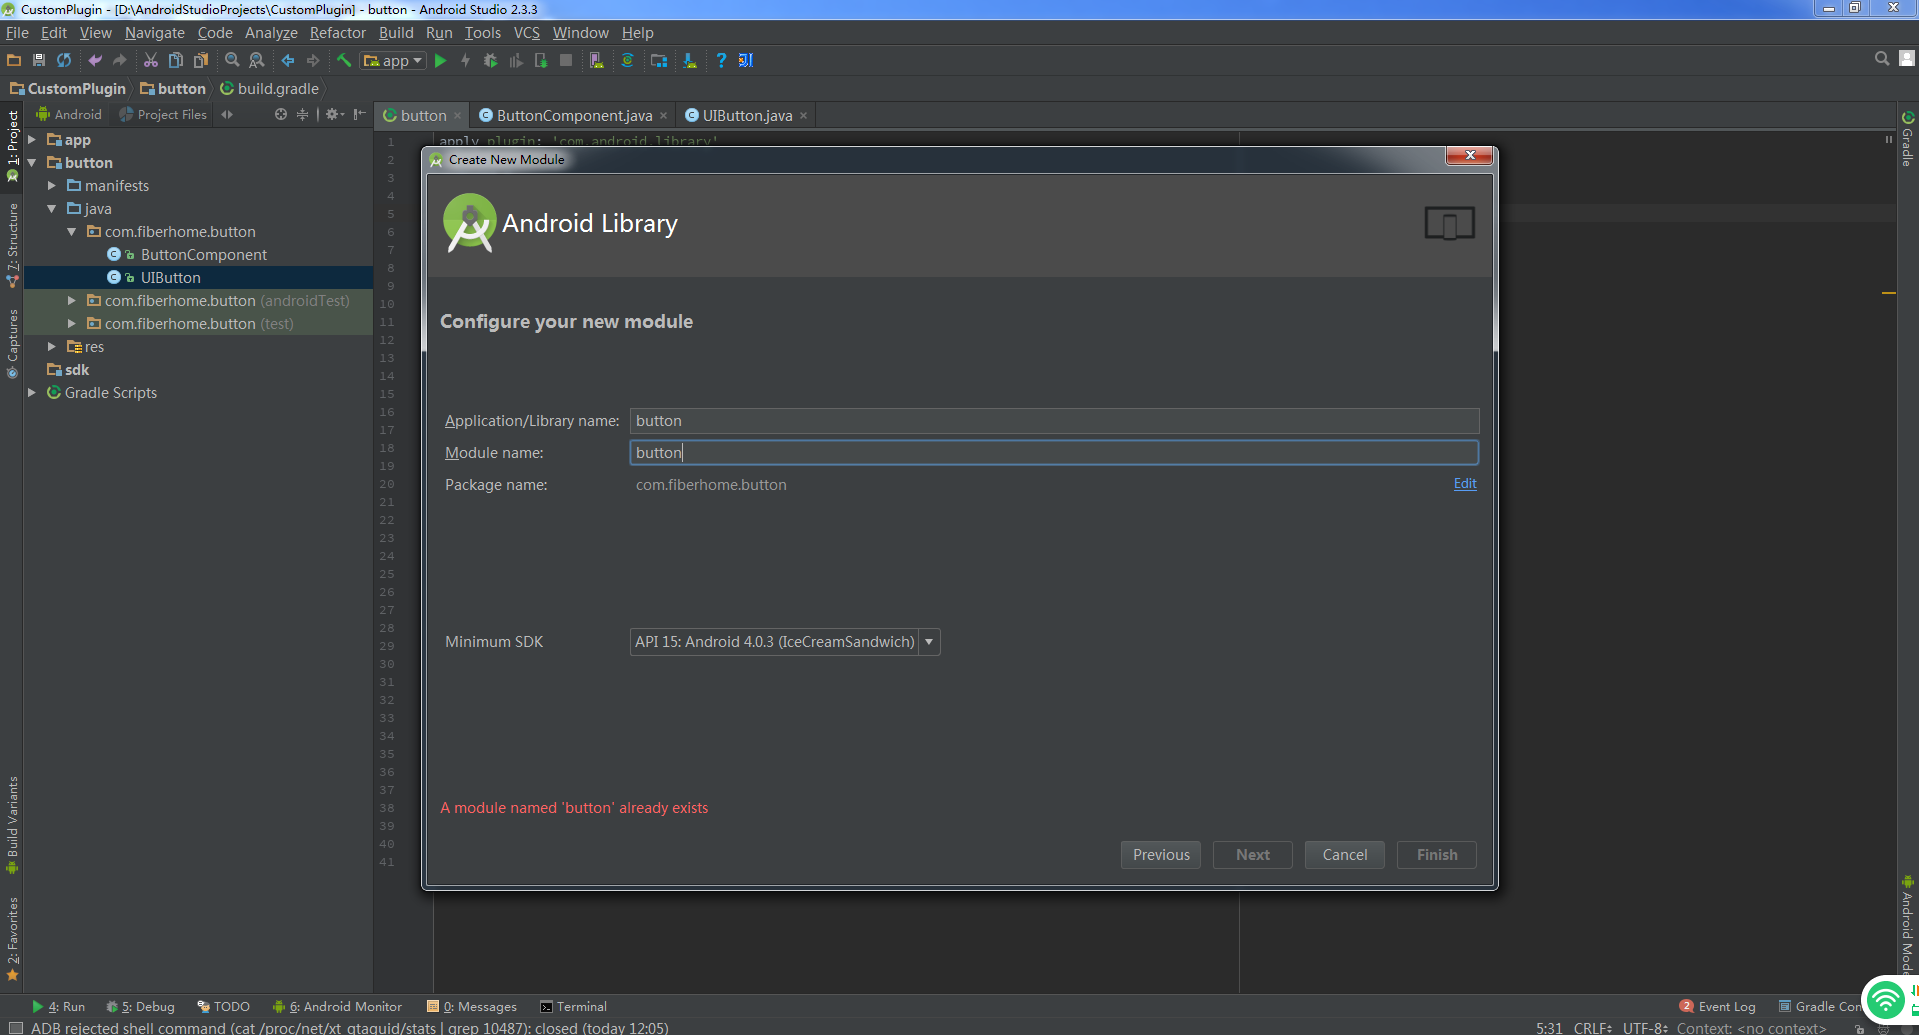 CustomPlugin - [D:\AndroidStudioProjects\CustomPlugin] - button - Android Studio 2.3.3
File Edit View Navigate Code Analyze Refactor Build Run Tools VCS Window Help
app
CustomPlugin button build.gradle
Android Project Files
button ButtonComponent.java UIButton.java
1: Project
7: Structure
Captures
Build Variants
2: Favorites
app
button
manifests
java
com.fiberhome.button
ButtonComponent
UIButton
com.fiberhome.button (androidTest)
com.fiberhome.button (test)
res
sdk
Gradle Scripts
1
2
3
4
5
6
7
8
9
10
11
12
13
14
15
16
17
18
19
20
21
22
23
24
25
26
27
28
29
30
31
32
33
34
35
36
37
38
39
40
41
apply plugin: 'com.android.library'
Create New Module
Android Library
Configure your new module
Application/Library name: button
Module name: button
Package name: com.fiberhome.button Edit
Minimum SDK API 15: Android 4.0.3 (IceCreamSandwich)
A module named 'button' already exists
Previous Next Cancel Finish
Gradle
Android Mode
4: Run 5: Debug TODO 6: Android Monitor 0: Messages Terminal 2 Event Log Gradle Con
ADB rejected shell command (cat /proc/net/xt_qtaguid/stats | grep 10487): closed (today 12:05) 5:31 CRLF UTF-8 Context: <no context>